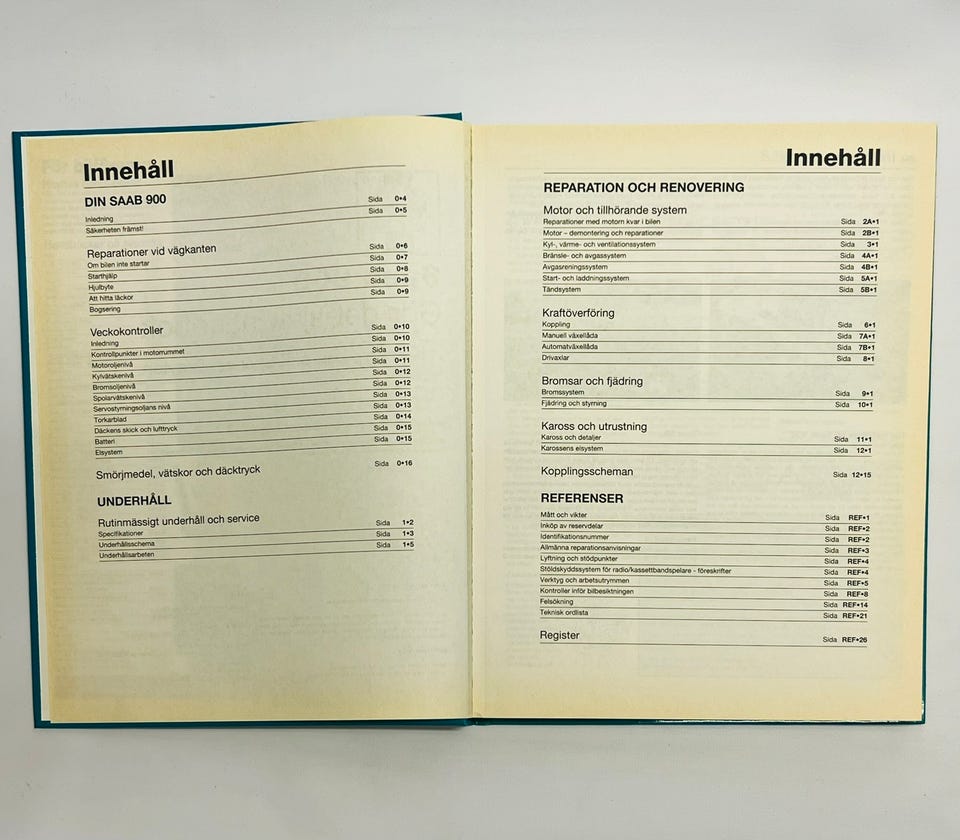 Innehåll
DIN SAAB 900
Inledning Sida 0•4
Säkerheten främst! Sida 0•5
Reparationer vid vägkanten
Om bilen inte startar Sida 0•6
Starthjälp Sida 0•7
Hjulbyte Sida 0•8
Att hitta läckor Sida 0•9
Bogsering Sida 0•9
Veckokontroller
Inledning Sida 0•10
Kontrollpunkter i motorrummet Sida 0•10
Motoroljenivå Sida 0•11
Kylvätskenivå Sida 0•11
Bromsoljenivå Sida 0•12
Spolarvätskenivå Sida 0•12
Servostyrningsoljans nivå Sida 0•13
Torkarblad Sida 0•13
Däckens skick och lufttryck Sida 0•14
Batteri Sida 0•15
Elsystem Sida 0•15
Smörjmedel, vätskor och däcktryck Sida 0•16
UNDERHÅLL
Rutinmässigt underhåll och service
Specifikationer Sida 1•2
Underhållsschema Sida 1•3
Underhållsarbeten Sida 1•5
Innehåll
REPARATION OCH RENOVERING
Motor och tillhörande system
Reparationer med motorn kvar i bilen Sida 2A•1
Motor – demontering och reparationer Sida 2B•1
Kyl-, värme- och ventilationssystem Sida 3•1
Bränsle- och avgassystem Sida 4A•1
Avgasreningssystem Sida 4B•1
Start- och laddningssystem Sida 5A•1
Tändsystem Sida 5B•1
Kraftöverföring
Koppling Sida 6•1
Manuell växellåda Sida 7A•1
Automatväxellåda Sida 7B•1
Drivaxlar Sida 8•1
Bromsar och fjädring
Bromssystem Sida 9•1
Fjädring och styrning Sida 10•1
Kaross och utrustning
Kaross och detaljer Sida 11•1
Karossens elsystem Sida 12•1
Kopplingsscheman Sida 12•15
REFERENSER
Mått och vikter Sida REF•1
Inköp av reservdelar Sida REF•2
Identifikationsnummer Sida REF•2
Allmänna reparationsanvisningar Sida REF•3
Lyftning och stödpunkter Sida REF•4
Stöldskyddssystem för radio/kassettbandspelare - föreskrifter Sida REF•4
Verktyg och arbetsutrymmen Sida REF•5
Kontroller inför bilbesiktningen Sida REF•8
Felsökning Sida REF•14
Teknisk ordlista Sida REF•21
Register Sida REF•26